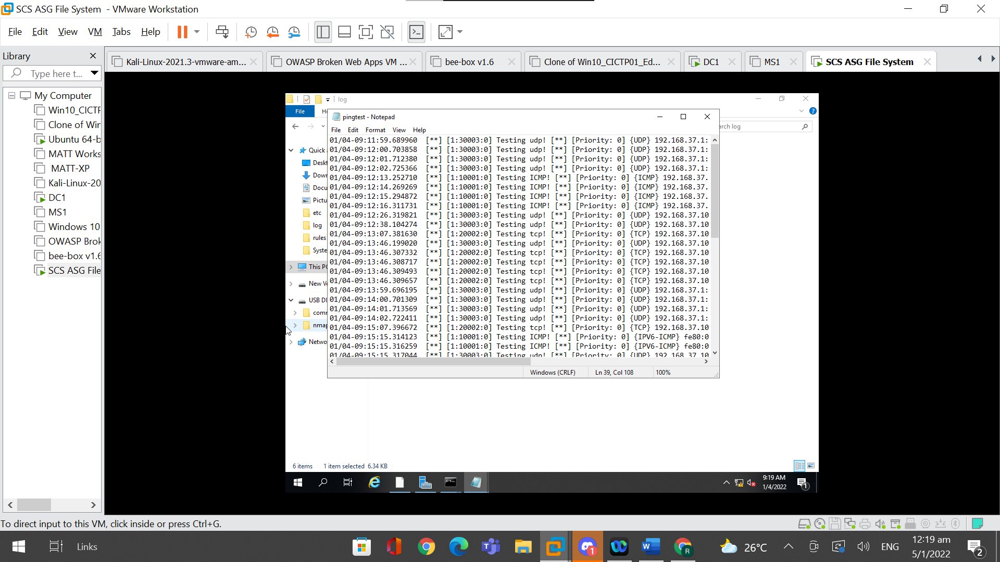 SCS ASG File System - VMware Workstation
File Edit View VM Tabs Help
Library
Type here t...
My Computer
Win10_CICTF
Clone of Wir
Ubuntu 64-b
MATT Works
MATT-XP
Kali-Linux-20
DC1
MS1
Windows 10
OWASP Brok
bee-box v1.6
SCS ASG File
Kali-Linux-2021.3-vmware-am...
OWASP Broken Web Apps VM ...
bee-box v1.6
Clone of Win10_CICTP01_Ed...
DC1
MS1
SCS ASG File System
log
File
arch log
Quick
Deskt
Down
Docu
Pictu
etc
log
rules
Syste
This PC
New Vo
USB DI
com
nmap
Netwo
pingtest - Notepad
File Edit Format View Help
01/04-09:11:59.689960 [**] [1:30003:0] Testing udp! [**] [Priority: 0] {UDP} 192.168.37.1:
01/04-09:12:00.703858 [**] [1:30003:0] Testing udp! [**] [Priority: 0] {UDP} 192.168.37.1:
01/04-09:12:01.712380 [**] [1:30003:0] Testing udp! [**] [Priority: 0] {UDP} 192.168.37.1:
01/04-09:12:02.725366 [**] [1:30003:0] Testing udp! [**] [Priority: 0] {UDP} 192.168.37.1:
01/04-09:12:13.252710 [**] [1:10001:0] Testing ICMP! [**] [Priority: 0] {ICMP} 192.168.37.
01/04-09:12:14.269269 [**] [1:10001:0] Testing ICMP! [**] [Priority: 0] {ICMP} 192.168.37.
01/04-09:12:15.294872 [**] [1:10001:0] Testing ICMP! [**] [Priority: 0] {ICMP} 192.168.37.
01/04-09:12:16.311731 [**] [1:10001:0] Testing ICMP! [**] [Priority: 0] {ICMP} 192.168.37.
01/04-09:12:26.319821 [**] [1:30003:0] Testing udp! [**] [Priority: 0] {UDP} 192.168.37.10
01/04-09:12:38.104274 [**] [1:30003:0] Testing udp! [**] [Priority: 0] {UDP} 192.168.37.10
01/04-09:13:07.381630 [**] [1:20002:0] Testing tcp! [**] [Priority: 0] {TCP} 192.168.37.10
01/04-09:13:46.199020 [**] [1:30003:0] Testing udp! [**] [Priority: 0] {UDP} 192.168.37.10
01/04-09:13:46.307332 [**] [1:20002:0] Testing tcp! [**] [Priority: 0] {TCP} 192.168.37.10
01/04-09:13:46.308717 [**] [1:20002:0] Testing tcp! [**] [Priority: 0] {TCP} 192.168.37.10
01/04-09:13:46.309493 [**] [1:20002:0] Testing tcp! [**] [Priority: 0] {TCP} 192.168.37.10
01/04-09:13:46.309657 [**] [1:20002:0] Testing tcp! [**] [Priority: 0] {TCP} 192.168.37.10
01/04-09:13:59.696195 [**] [1:30003:0] Testing udp! [**] [Priority: 0] {UDP} 192.168.37.1:
01/04-09:14:00.701309 [**] [1:30003:0] Testing udp! [**] [Priority: 0] {UDP} 192.168.37.1:
01/04-09:14:01.713569 [**] [1:30003:0] Testing udp! [**] [Priority: 0] {UDP} 192.168.37.1:
01/04-09:14:02.722411 [**] [1:30003:0] Testing udp! [**] [Priority: 0] {UDP} 192.168.37.1:
01/04-09:15:07.396672 [**] [1:20002:0] Testing tcp! [**] [Priority: 0] {TCP} 192.168.37.10
01/04-09:15:15.314123 [**] [1:10001:0] Testing ICMP! [**] [Priority: 0] {IPV6-ICMP} fe80:0
01/04-09:15:15.316259 [**] [1:10001:0] Testing ICMP! [**] [Priority: 0] {IPV6-ICMP} fe80:0
01/04-09:15:15.317044 [**] [1:30003:0] Testing udp! [**] [Priority: 0] {UDP} 192.168.37.10
Windows (CRLF) Ln 39, Col 108 100%
6 items 1 item selected 6.34 KB
9:19 AM
1/4/2022
1
To direct input to this VM, click inside or press Ctrl+G.
Links
1
26°C
ENG
12:19 am
5/1/2022
2